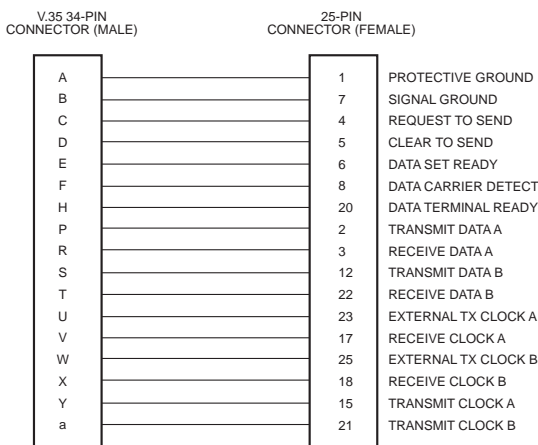 V.35 34-PIN 25-PIN
CONNECTOR (MALE) CONNECTOR (FEMALE)
A 1 PROTECTIVE GROUND
B 7 SIGNAL GROUND
C 4 REQUEST TO SEND
D 5 CLEAR TO SEND
E 6 DATA SET READY
F 8 DATA CARRIER DETECT
H 20 DATA TERMINAL READY
P 2 TRANSMIT DATA A
R 3 RECEIVE DATA A
S 12 TRANSMIT DATA B
T 22 RECEIVE DATA B
U 23 EXTERNAL TX CLOCK A
V 17 RECEIVE CLOCK A
W 25 EXTERNAL TX CLOCK B
X 18 RECEIVE CLOCK B
Y 15 TRANSMIT CLOCK A
a 21 TRANSMIT CLOCK B